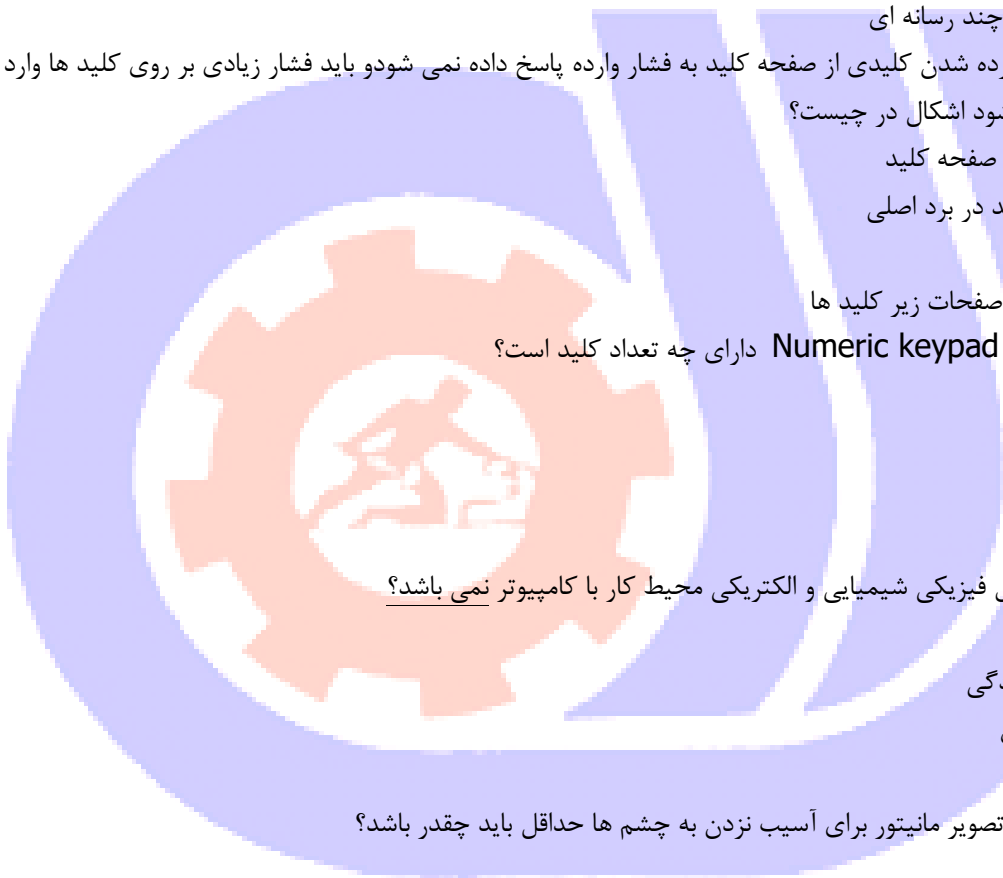 چند رسانه ای
شدن کلیدی از صفحه کلید به فشار وارده پاسخ داده نمی شودو باید فشار زیادی بر روی کلید ها وارد
اشکال در چیست؟
صفحه کلید
در برد اصلی
صفحات زیر کلید ها
Numeric keypad دارای چه تعداد کلید است؟
فیزیکی شیمیایی و الکتریکی محیط کار با کامپیوتر نمی باشد؟
تصویر مانیتور برای آسیب نزدن به چشم ها حداقل باید چقدر باشد؟